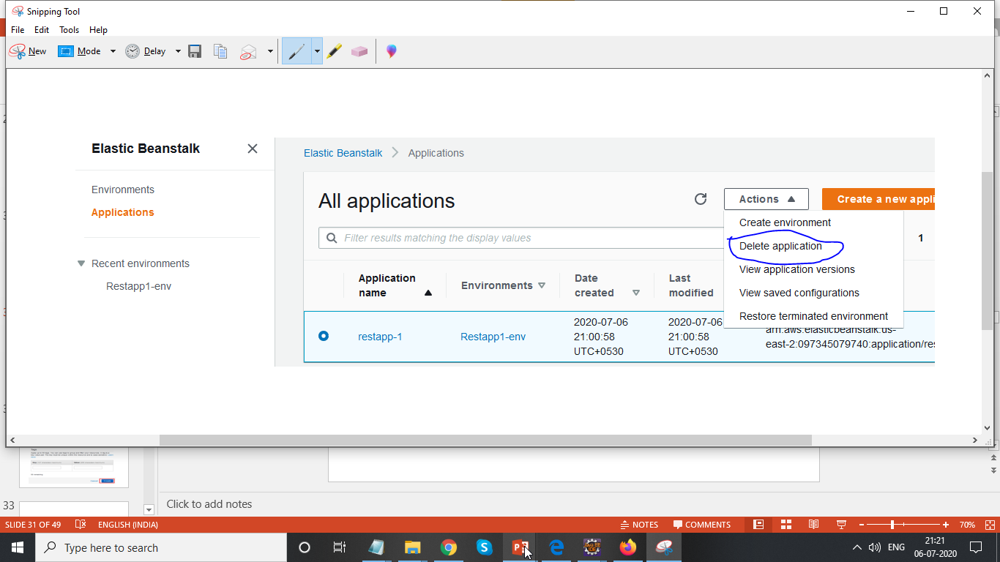 Snipping Tool
File Edit Tools Help
New Mode Delay
Elastic Beanstalk
Environments
Applications
Recent environments
Restapp1-env
Elastic Beanstalk Applications
All applications
Actions
Create a new appli
Filter results matching the display values
1
Create environment
Delete application
View application versions
View saved configurations
Restore terminated environment
Application name
Environments
Date created
Last modified
restapp-1
Restapp1-env
2020-07-06
21:00:58
UTC+0530
2020-07-06
21:00:58
UTC+0530
arn:aws:elasticbeanstalk:us-
east-2:097345079740:application/res
33
Click to add notes
SLIDE 31 OF 49 ENGLISH (INDIA) NOTES COMMENTS 70%
Type here to search
ENG
21:21
06-07-2020